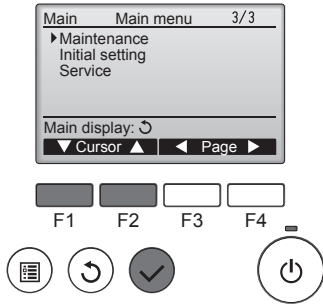 Main Main menu 3/3
Maintenance
Initial setting
Service
Main display:
Cursor Page
F1 F2 F3 F4